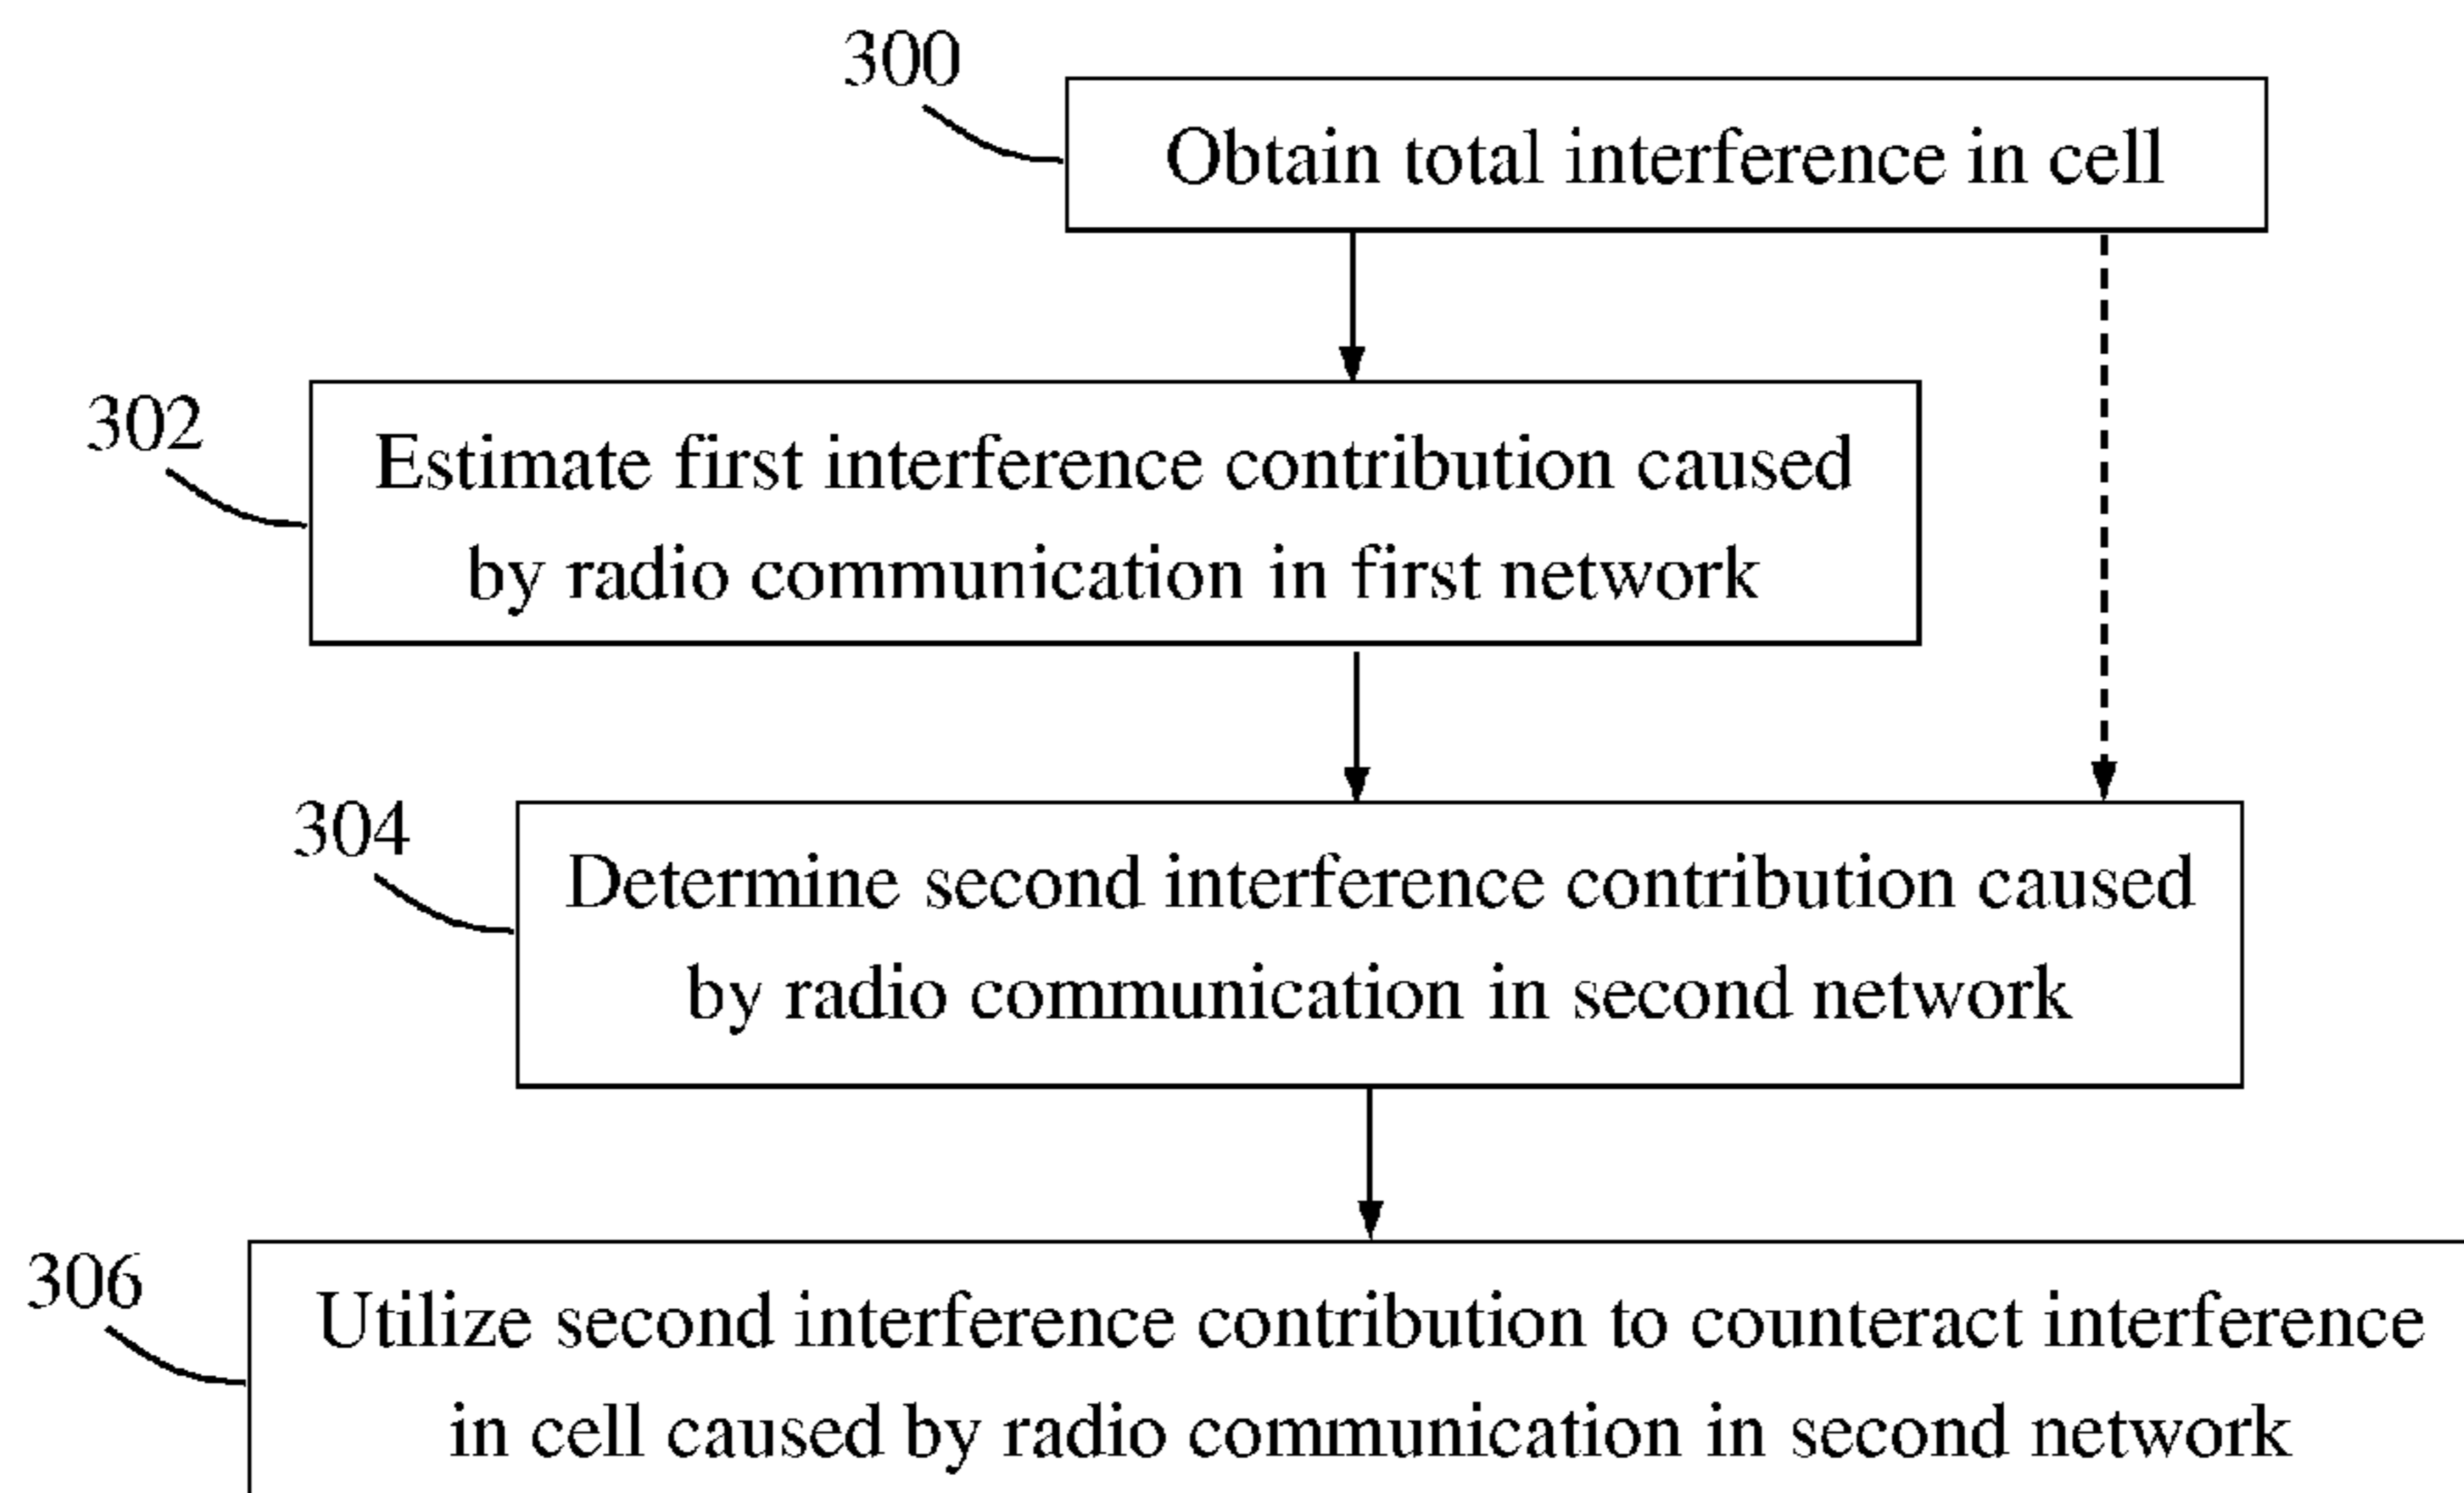 300
Obtain total interference in cell
302
Estimate first interference contribution caused
by radio communication in first network
304
Determine second interference contribution caused
by radio communication in second network
306
Utilize second interference contribution to counteract interference
in cell caused by radio communication in second network